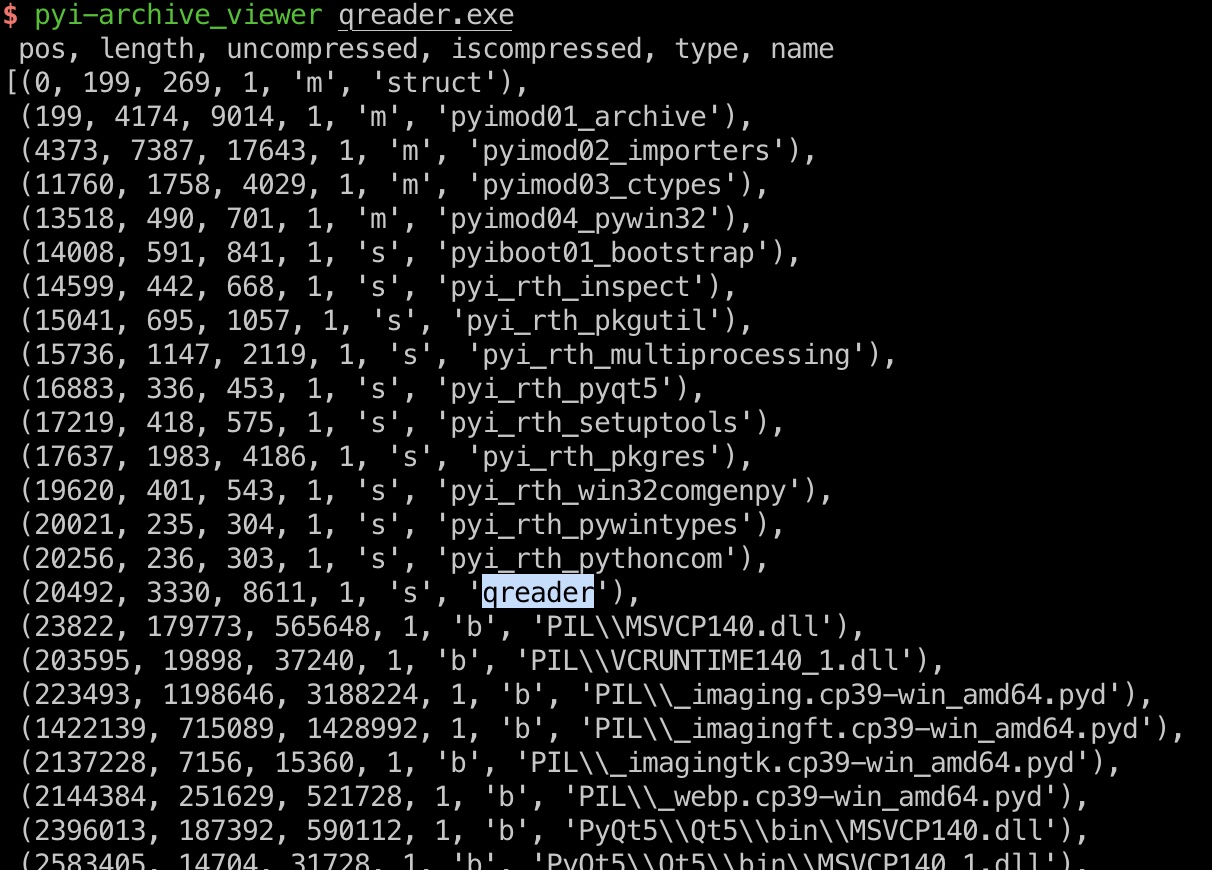 $ pyi-archive_viewer qreader.exe
pos, length, uncompressed, iscompressed, type, name
[(0, 199, 269, 1, 'm', 'struct'),
(199, 4174, 9014, 1, 'm', 'pyimod01_archive'),
(4373, 7387, 17643, 1, 'm', 'pyimod02_importers'),
(11760, 1758, 4029, 1, 'm', 'pyimod03_ctypes'),
(13518, 490, 701, 1, 'm', 'pyimod04_pywin32'),
(14008, 591, 841, 1, 's', 'pyiboot01_bootstrap'),
(14599, 442, 668, 1, 's', 'pyi_rth_inspect'),
(15041, 695, 1057, 1, 's', 'pyi_rth_pkgutil'),
(15736, 1147, 2119, 1, 's', 'pyi_rth_multiprocessing'),
(16883, 336, 453, 1, 's', 'pyi_rth_pyqt5'),
(17219, 418, 575, 1, 's', 'pyi_rth_setuptools'),
(17637, 1983, 4186, 1, 's', 'pyi_rth_pkgres'),
(19620, 401, 543, 1, 's', 'pyi_rth_win32comgenpy'),
(20021, 235, 304, 1, 's', 'pyi_rth_pywintypes'),
(20256, 236, 303, 1, 's', 'pyi_rth_pythoncom'),
(20492, 3330, 8611, 1, 's', 'qreader'),
(23822, 179773, 565648, 1, 'b', 'PIL\\MSVCP140.dll'),
(203595, 19898, 37240, 1, 'b', 'PIL\\VCRUNTIME140_1.dll'),
(223493, 1198646, 3188224, 1, 'b', 'PIL\\_imaging.cp39-win_amd64.pyd'),
(1422139, 715089, 1428992, 1, 'b', 'PIL\\_imagingft.cp39-win_amd64.pyd'),
(2137228, 7156, 15360, 1, 'b', 'PIL\\_imagingtk.cp39-win_amd64.pyd'),
(2144384, 251629, 521728, 1, 'b', 'PIL\\_webp.cp39-win_amd64.pyd'),
(2396013, 187392, 590112, 1, 'b', 'PyQt5\\Qt5\\bin\\MSVCP140.dll'),
(2583405, 14704, 31728, 1, 'b', 'PyQt5\\Qt5\\bin\\MSVCP140_1.dll'),